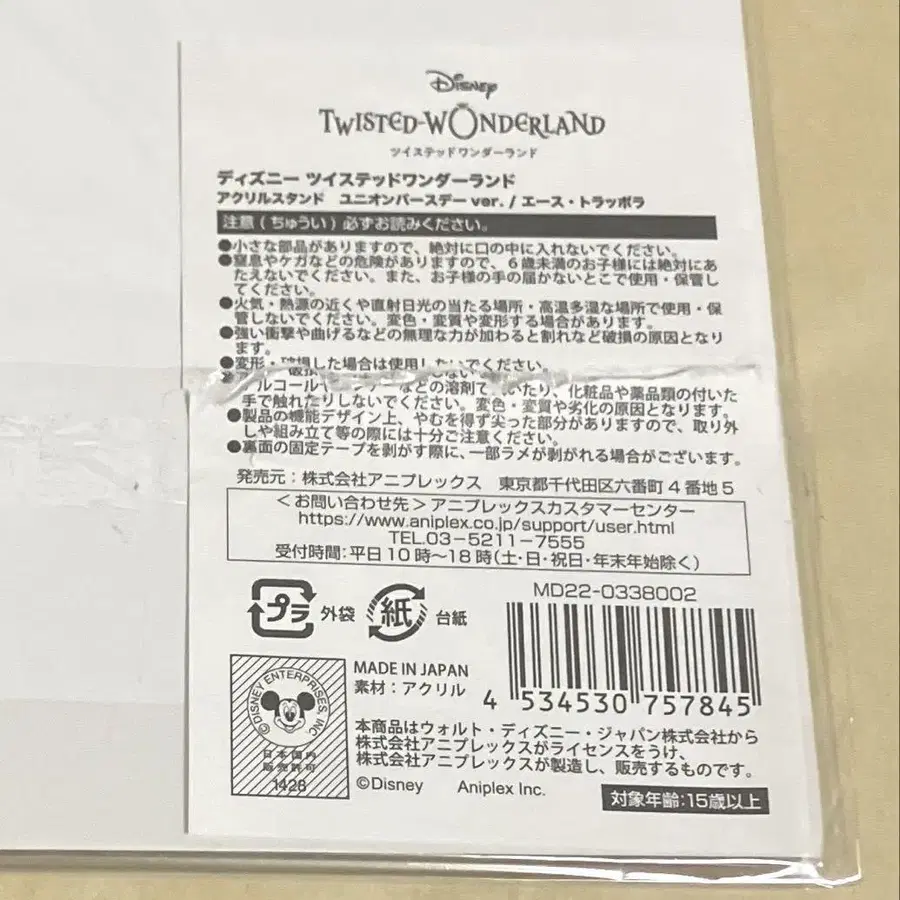 Disney
TWISTED-WONDERLAND
ツイステッドワンダーランド
ディズニー ツイステッドワンダーランド
アクリルスタンド ユニオンバースデー ver. / エース・トラッポラ
注意(ちゅうい)必ずお読みください。
●小さな部品がありますので、絶対に口の中に入れないでください。
●窒息やケガなどの危険がありますので、6歳未満のお子様には絶対にあ
たえないでください。また、お子様の手の届かないとこで使用・保管し
てください。
●火気・熱源の近くや直射日光の当たる場所・高温多湿な場所で使用・保
管しないでください。変色・変質や変形する場合があります。
●強い衝撃や曲げるなどの無理な力が加わると割れなど破損の原因となり
ます。
●変形・破損した場合は使用しないでください。
ルコール などの溶剤で いたり、化粧品や薬品類の付いた
手で触れたりしないでください。変色・変質や劣化の原因となります。
●製品の機能デザイン上、やむを得ず尖った部分がありますので、取り外
しや組み立て等の際には十分ご注意ください。
●裏面の固定テープを剥がす際に、一部ラメが剥がれる場合がございます。
発売元:株式会社アニプレックス 東京都千代田区六番町4番地5
<お問い合わせ先>アニプレックスカスタマーセンター
https://www.aniplex.co.jp/support/user.html
TEL.03-5211-7555
受付時間:平日10時〜18時(土・日・祝日・年末年始除く)
MD22-0338002
プラ 外袋 紙 台紙
MADE IN JAPAN
素材:アクリル
4 534530 757845
©DISNEY ENTERPRISES, INC.
日本国内
販売許可
1428
本商品はウォルト・ディズニー・ジャパン株式会社から
株式会社アニプレックスがライセンスをうけ、
株式会社アニプレックスが製造し、販売するものです。
©Disney Aniplex Inc.
対象年齢:15歳以上